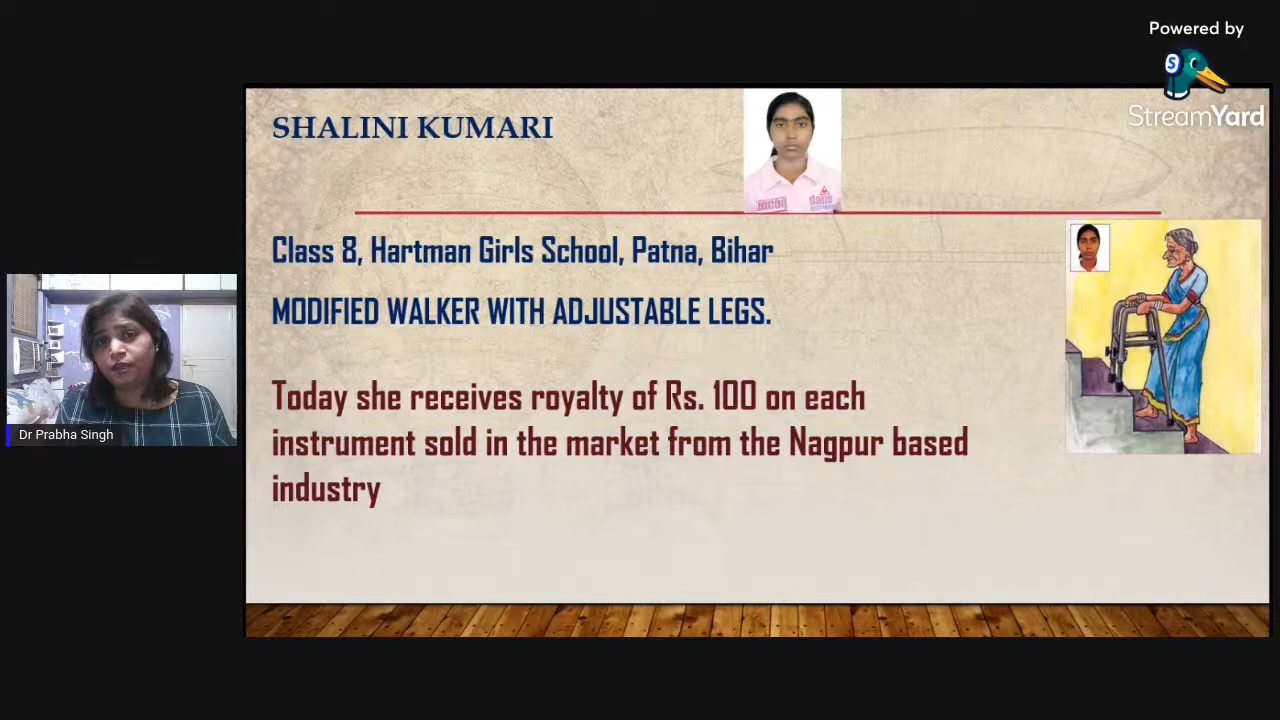 Powered by
StreamYard
SHALINI KUMARI
Class 8, Hartman Girls School, Patna, Bihar
MODIFIED WALKER WITH ADJUSTABLE LEGS.
Today she receives royalty of Rs. 100 on each
instrument sold in the market from the Nagpur based
industry
Dr Prabha Singh